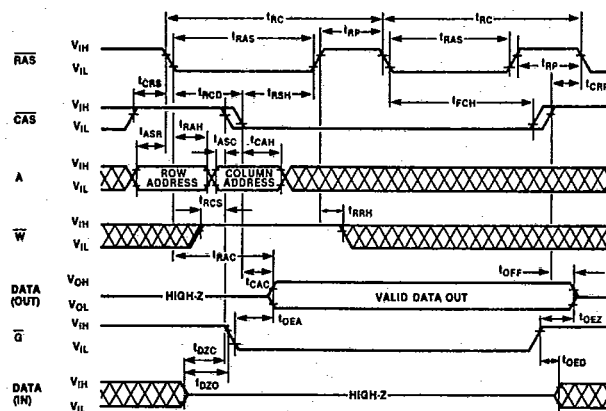 tRC tRC
tRAS tRP tRAS
RAS VIH
VIL tRP
tCRS tRCD tRSH tCRP
CAS VIH tFCH
VIL
tASR tRAH tASC tCAH
A VIH ROW ADDRESS COLUMN ADDRESS
VIL
tRCS tRRH
W VIH
VIL
tRAC tCAC tOFF
DATA (OUT) VOH HIGH-Z VALID DATA OUT
VOL
tOEA tOEZ
G VIH
VIL
tDZC tOED
tDZO
DATA (IN) VIH HIGH-Z
VIL